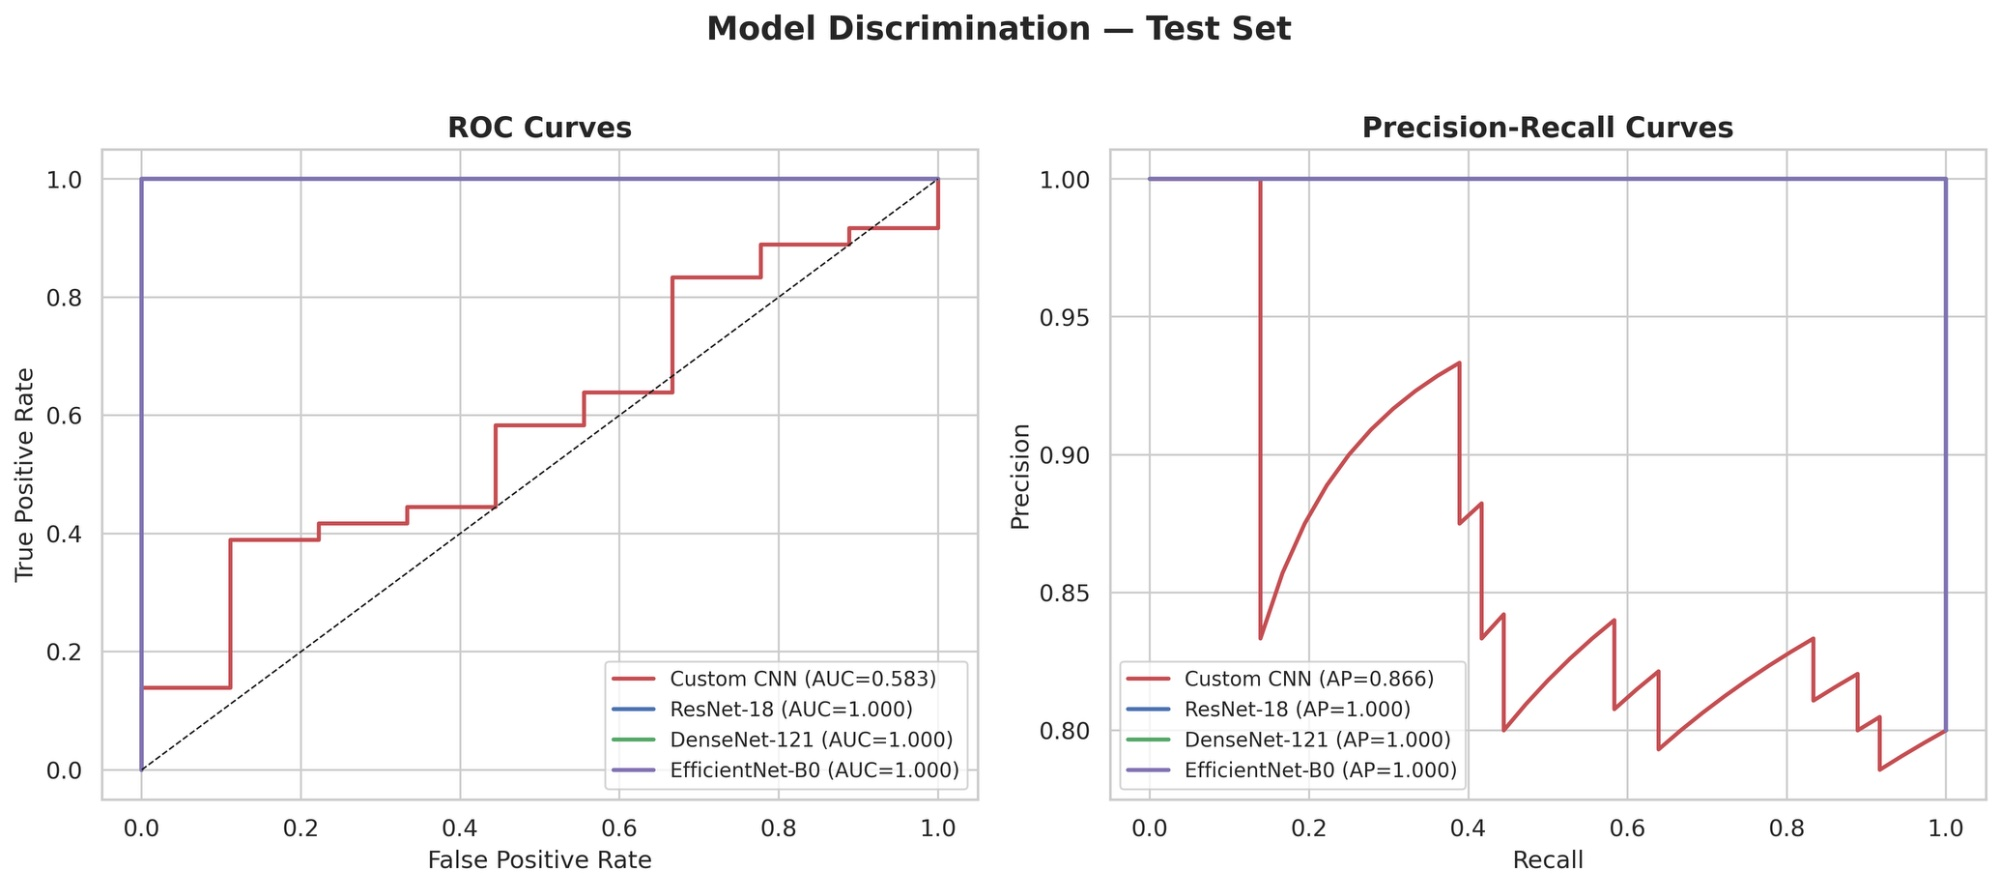 Model Discrimination — Test Set
ROC Curves
True Positive Rate
1.0
0.8
0.6
0.4
0.2
0.0
Custom CNN (AUC=0.583)
ResNet-18 (AUC=1.000)
DenseNet-121 (AUC=1.000)
EfficientNet-B0 (AUC=1.000)
0.0 0.2 0.4 0.6 0.8 1.0
False Positive Rate
Precision-Recall Curves
Precision
1.00
0.95
0.90
0.85
0.80
Custom CNN (AP=0.866)
ResNet-18 (AP=1.000)
DenseNet-121 (AP=1.000)
EfficientNet-B0 (AP=1.000)
0.0 0.2 0.4 0.6 0.8 1.0
Recall